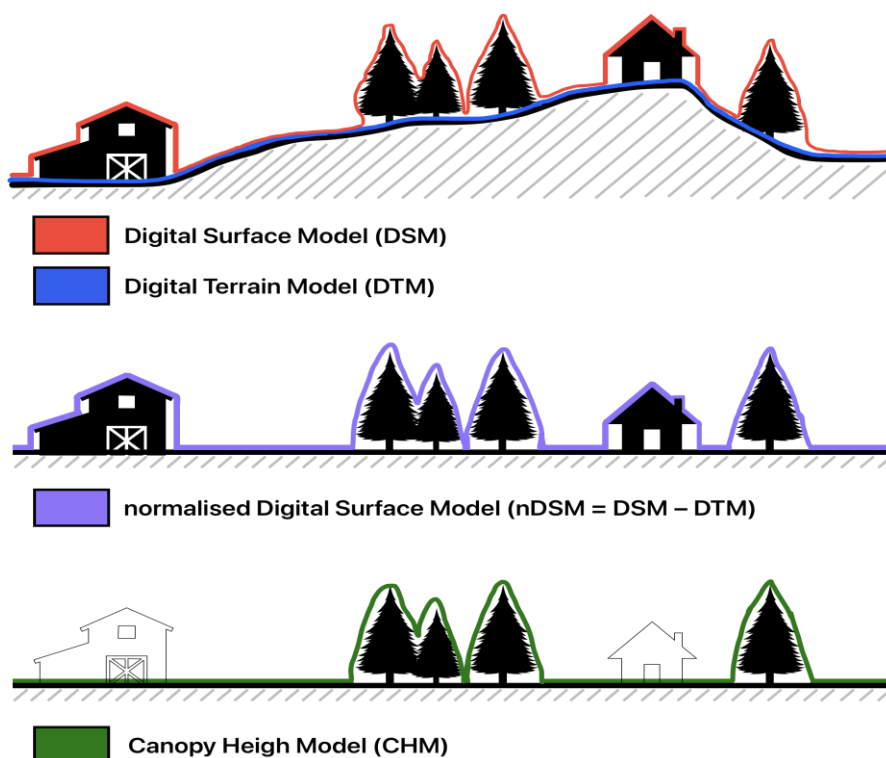 Digital Surface Model (DSM)
Digital Terrain Model (DTM)
normalised Digital Surface Model (nDSM = DSM – DTM)
Canopy Heigh Model (CHM)